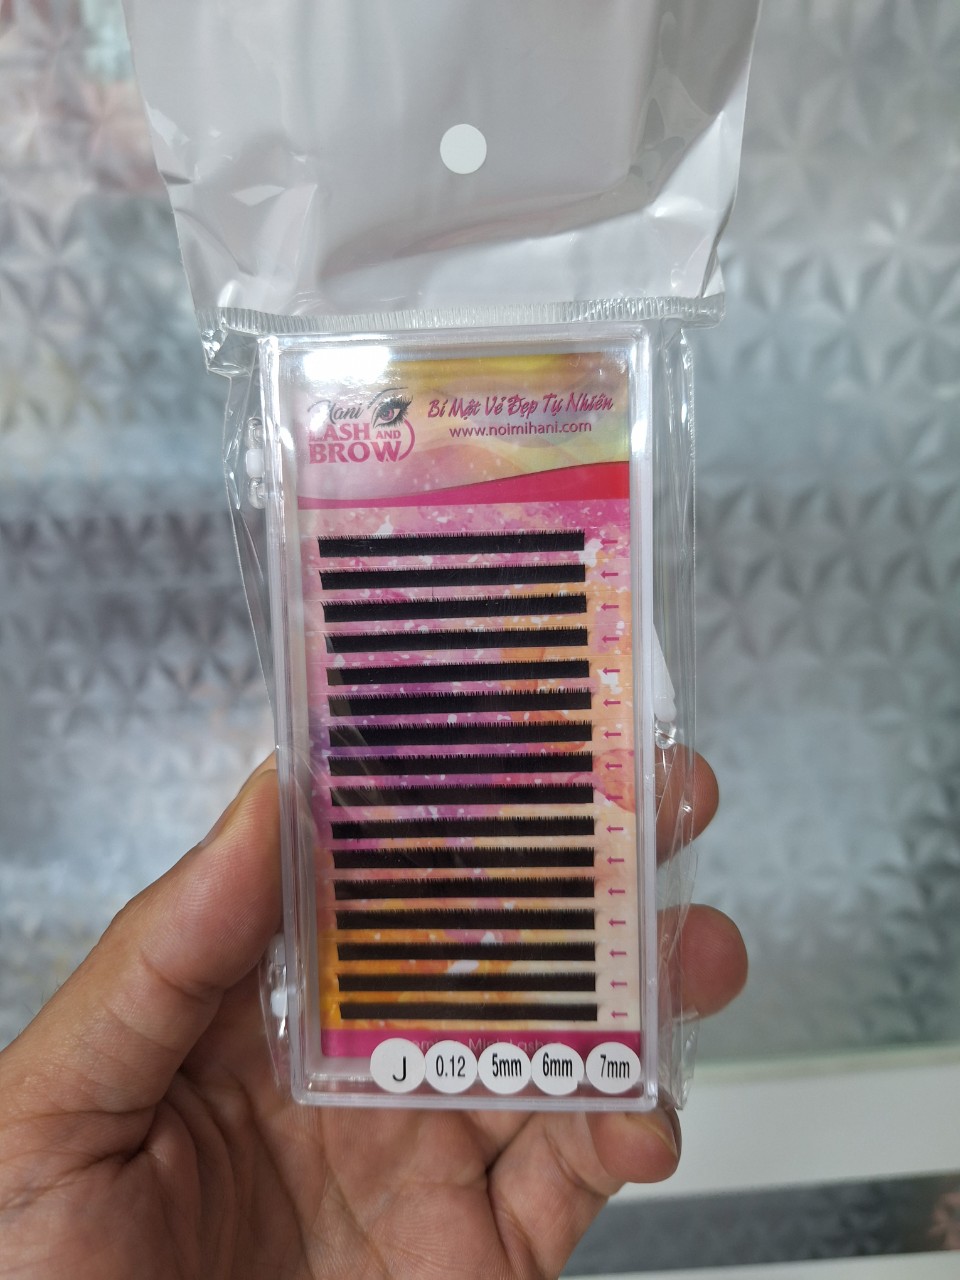 Hani
LASH AND
BROW
Bí Mật Vẻ Đẹp Tự Nhiên
www.noimihani.com
J
0.12
5mm
6mm
7mm